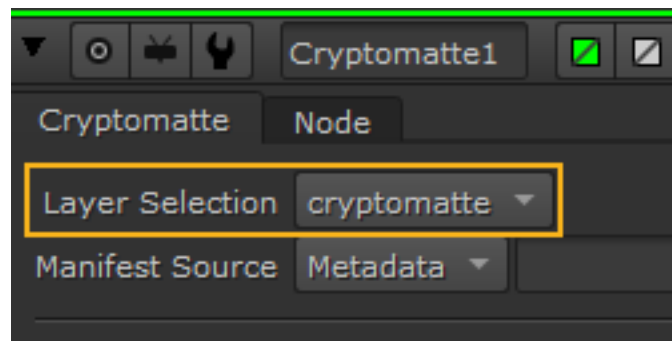 Cryptomatte1
Cryptomatte Node
Layer Selection cryptomatte
Manifest Source Metadata